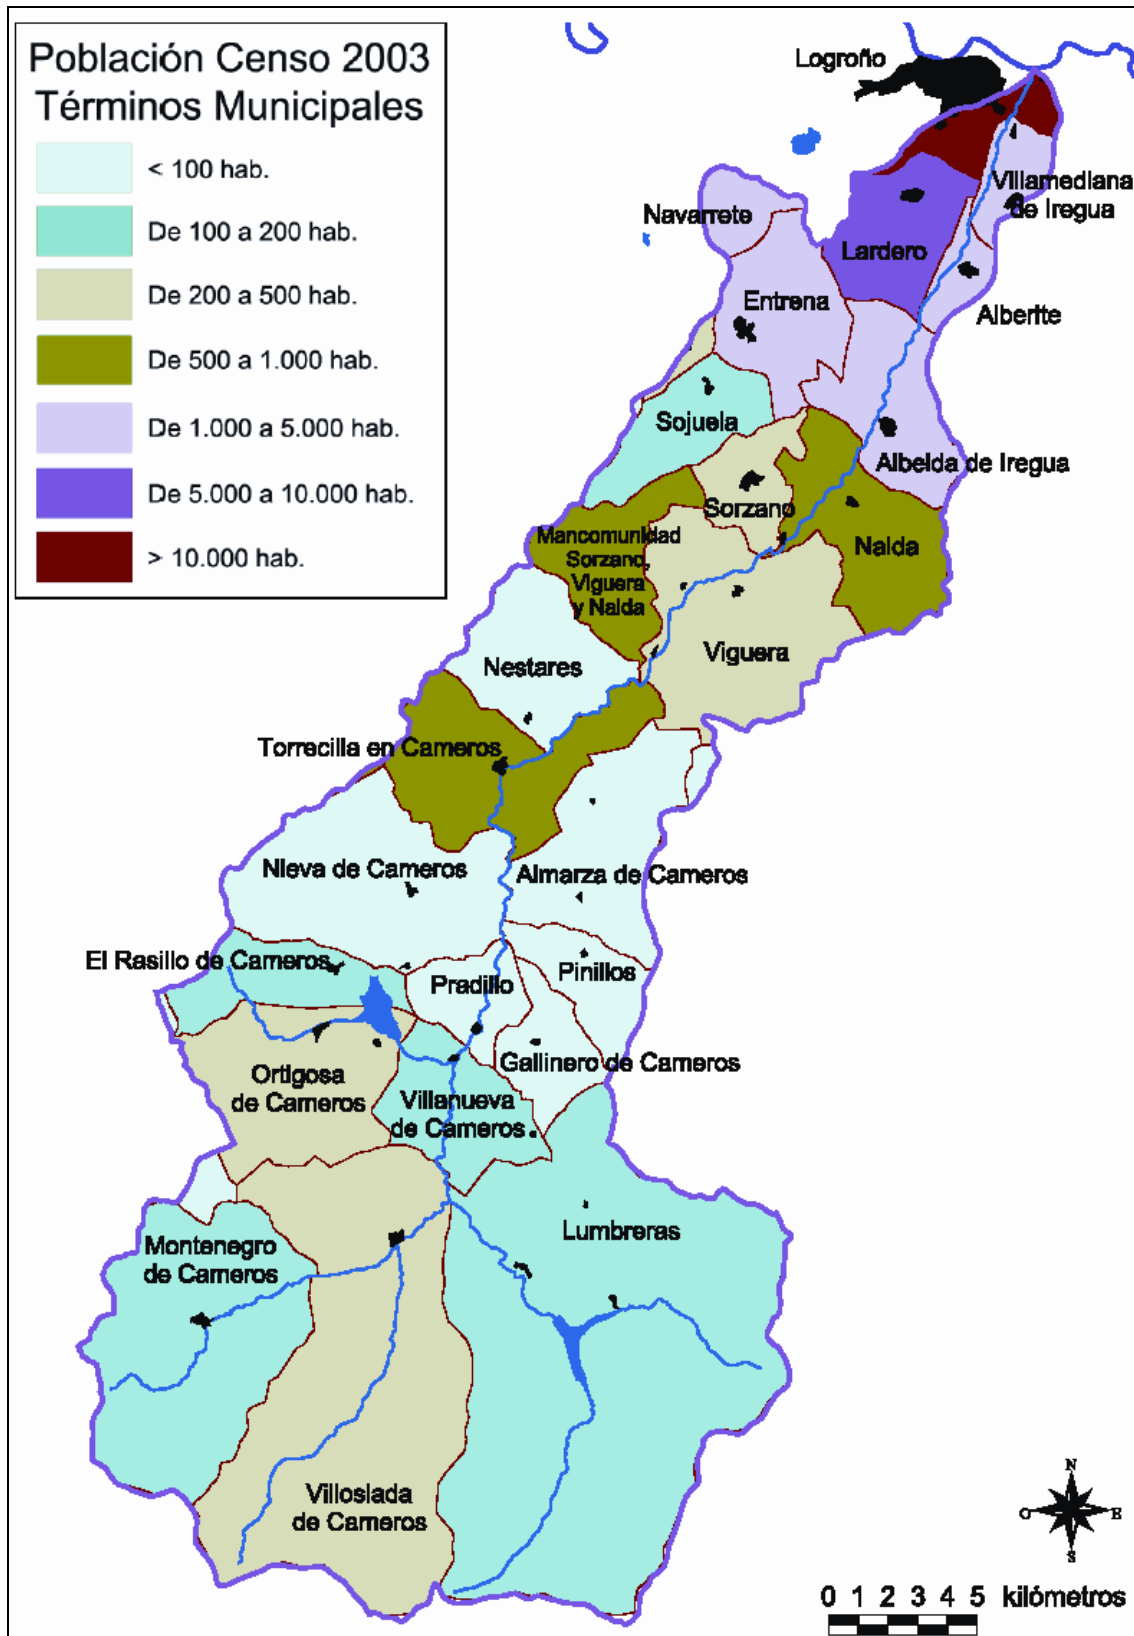 Población Censo 2003
Términos Municipales
< 100 hab.
De 100 a 200 hab.
De 200 a 500 hab.
De 500 a 1.000 hab.
De 1.000 a 5.000 hab.
De 5.000 a 10.000 hab.
> 10.000 hab.
Logroño
Villamediana
de Iregua
Navarrete
Lardero
Entrena
Alberite
Sojuela
Albelda de Iregua
Sorzano
Mancomunidad
Sorzano,
Viguera
y Nalda
Nalda
Viguera
Nestares
Torrecilla en Cameros
Nieva de Cameros
Almarza de Cameros
El Rasillo de Cameros
Pradillo
Pinillos
Gallinero de Cameros
Ortigosa
de Cameros
Villanueva
de Cameros
Lumbreras
Montenegro
de Cameros
Villoslada
de Cameros
N
O
E
S
0 1 2 3 4 5 kilómetros